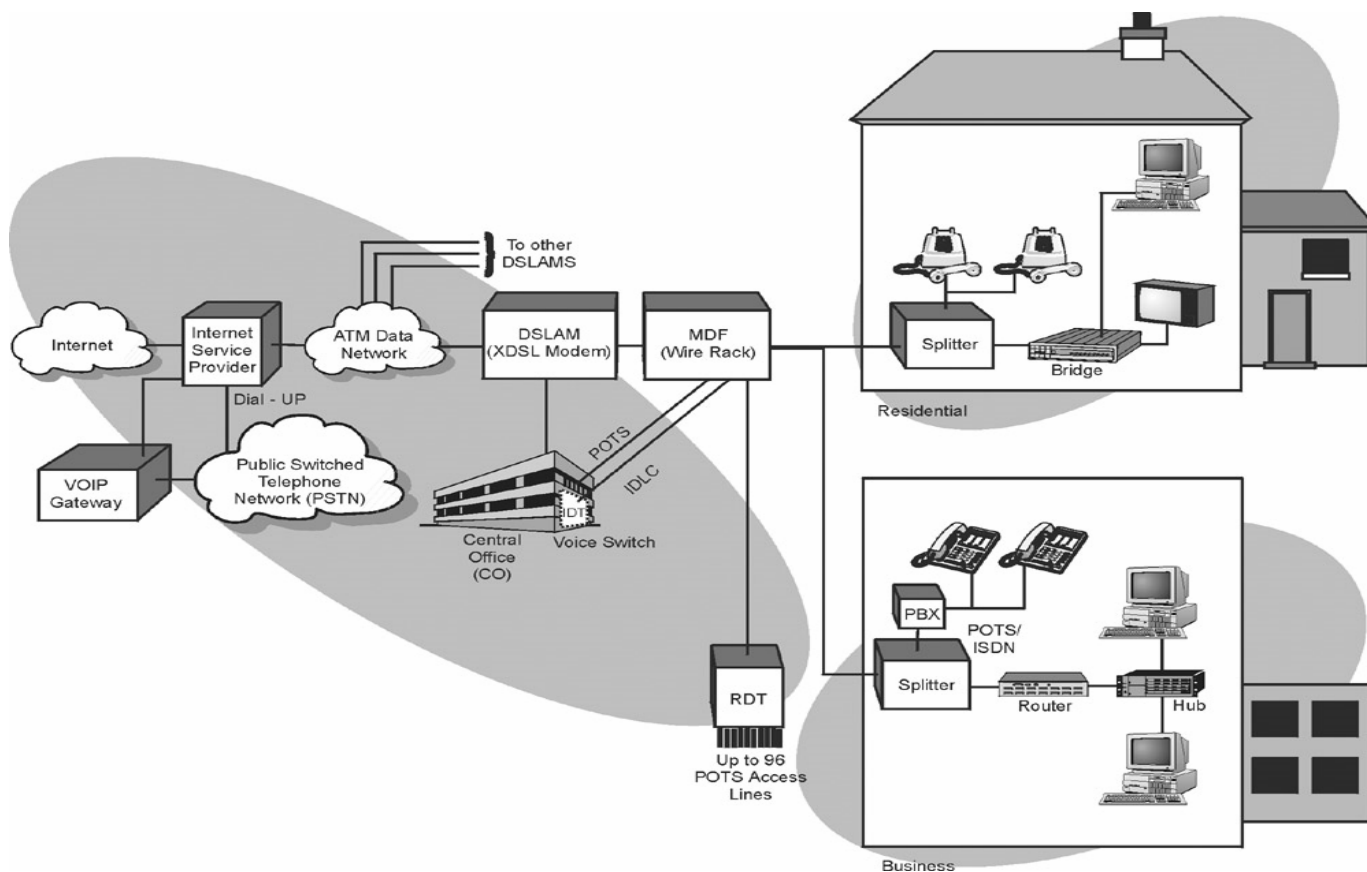 To other
DSLAMS
Internet
Internet
Service
Provider
ATM Data
Network
DSLAM
(XDSL Modem)
MDF
(Wire Rack)
Splitter
Bridge
Residential
Dial - UP
VOIP
Gateway
Public Switched
Telephone
Network (PSTN)
POTS
IDLC
IDT
Central
Office
(CO)
Voice Switch
RDT
Up to 96
POTS Access
Lines
PBX
POTS/
ISDN
Splitter
Router
Hub
Business